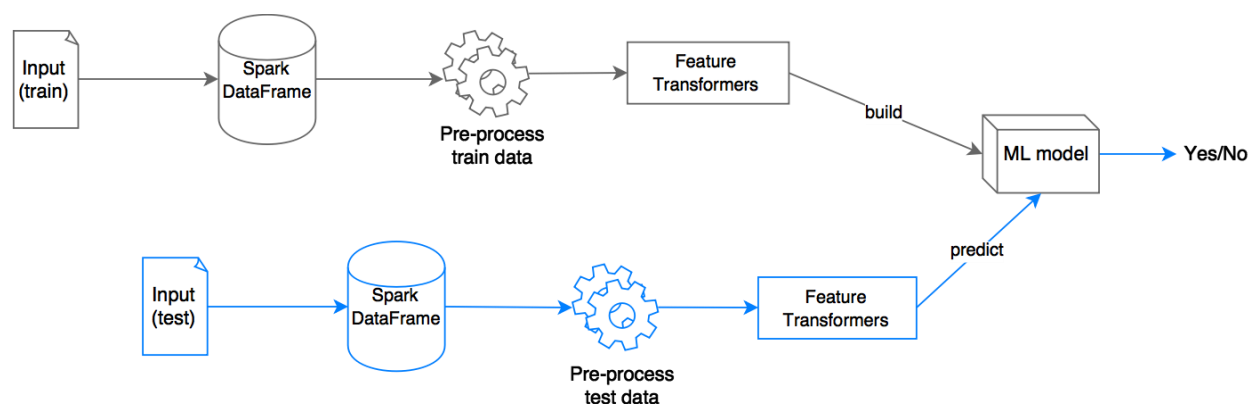 Input
(train)
Spark
DataFrame
Pre-process
train data
Feature
Transformers
build
ML model
Yes/No
Input
(test)
Spark
DataFrame
Pre-process
test data
Feature
Transformers
predict